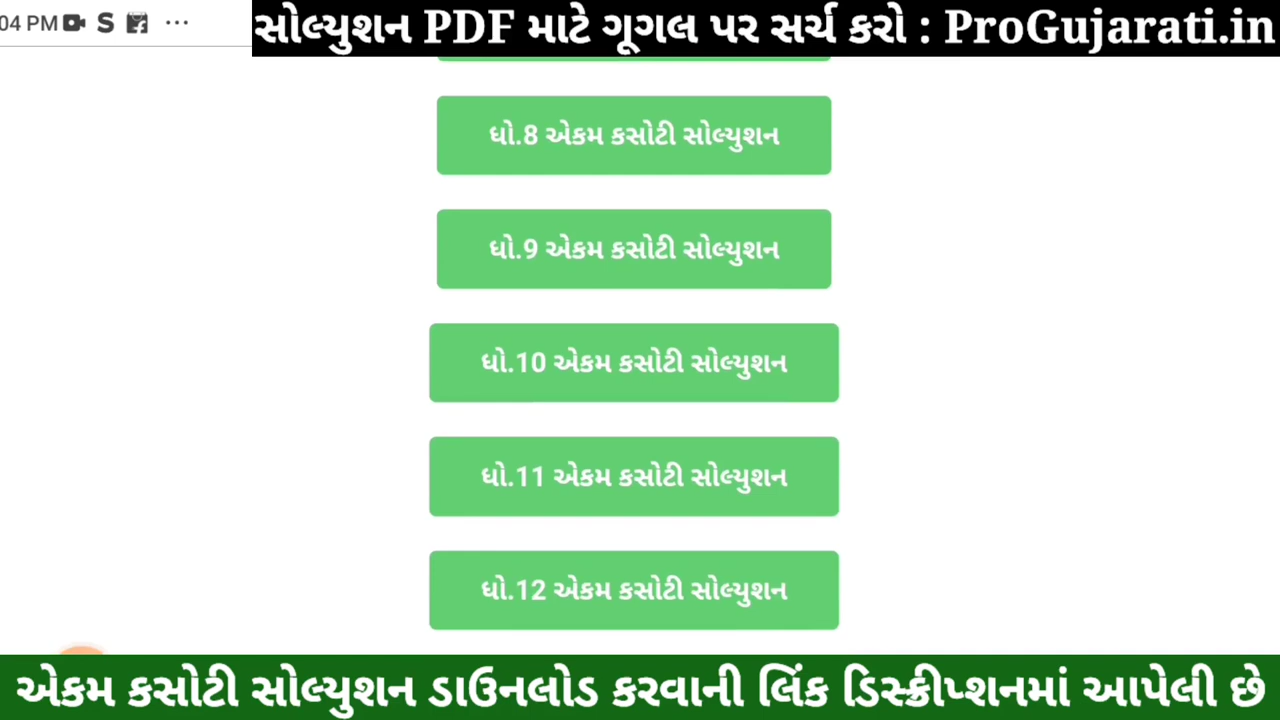 04 PM S ...
સોલ્યુશન PDF માટે ગૂગલ પર સર્ચ કરો : ProGujarati.in
ધો.8 એકમ કસોટી સોલ્યુશન
ધો.9 એકમ કસોટી સોલ્યુશન
ધો.10 એકમ કસોટી સોલ્યુશન
ધો.11 એકમ કસોટી સોલ્યુશન
ધો.12 એકમ કસોટી સોલ્યુશન
એકમ કસોટી સોલ્યુશન ડાઉનલોડ કરવાની લિંક ડિસ્ક્રીપ્શનમાં આપેલી છે